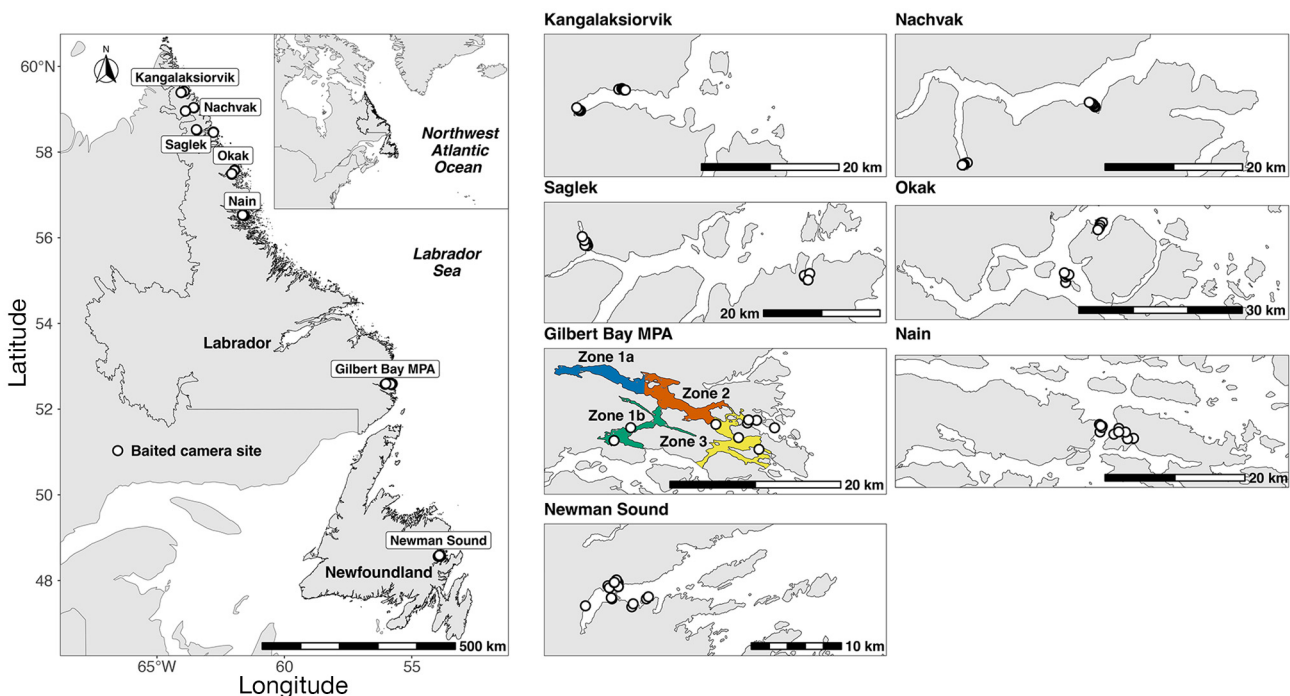 60°N
58
56
54
52
50
48
Latitude
65°W
60
55
Longitude
N
Kangalaksiorvik
Nachvak
Saglek
Okak
Nain
Northwest
Atlantic
Ocean
Labrador
Sea
Labrador
Gilbert Bay MPA
Baited camera site
Newman Sound
Newfoundland
500 km
Kangalaksiorvik
20 km
Nachvak
20 km
Saglek
20 km
Okak
30 km
Gilbert Bay MPA
Zone 1a
Zone 2
Zone 1b
Zone 3
20 km
Nain
20 km
Newman Sound
10 km